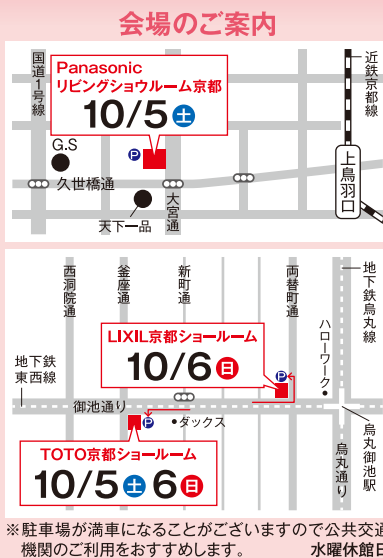 会場のご案内
国道1号線
Panasonic
リビングショウルーム京都
10/5土
近鉄京都線
G.S
P
久世橋通
上鳥羽口
天下一品
大宮通
西洞院通
釜座通
新町通
両替町通
地下鉄烏丸線
LIXIL京都ショールーム
10/6日
ハローワーク
地下鉄
東西線
P
御池通り
P
ダックス
烏丸通り
烏丸御池駅
TOTO京都ショールーム
10/5土6日
※駐車場が満車になることがございますので公共交通
機関のご利用をおすすめします。 水曜休館日